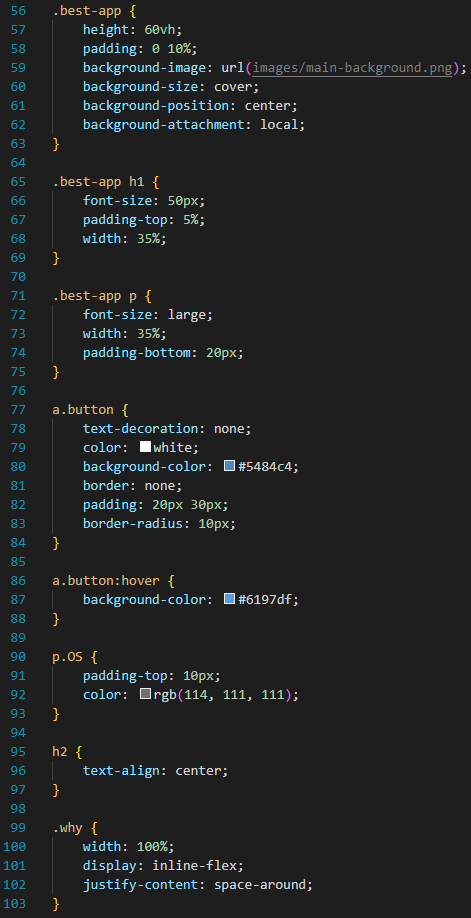 56 .best-app {
57     height: 60vh;
58     padding: 0 10%;
59     background-image: url(images/main-background.png);
60     background-size: cover;
61     background-position: center;
62     background-attachment: local;
63 }
64
65 .best-app h1 {
66     font-size: 50px;
67     padding-top: 5%;
68     width: 35%;
69 }
70
71 .best-app p {
72     font-size: large;
73     width: 35%;
74     padding-bottom: 20px;
75 }
76
77 a.button {
78     text-decoration: none;
79     color: white;
80     background-color: #5484c4;
81     border: none;
82     padding: 20px 30px;
83     border-radius: 10px;
84 }
85
86 a.button:hover {
87     background-color: #6197df;
88 }
89
90 p.OS {
91     padding-top: 10px;
92     color: rgb(114, 111, 111);
93 }
94
95 h2 {
96     text-align: center;
97 }
98
99 .why {
100     width: 100%;
101     display: inline-flex;
102     justify-content: space-around;
103 }